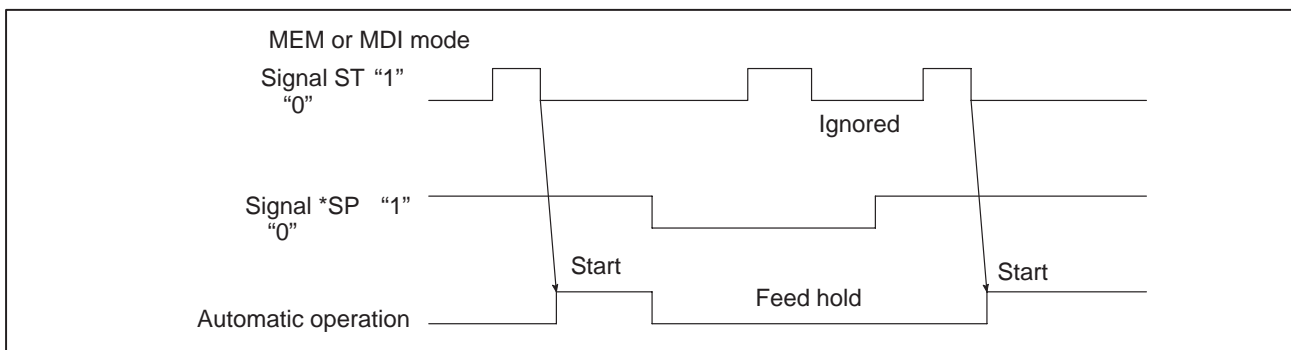 MEM or MDI mode
Signal ST “1”
“0”
Ignored
Signal *SP “1”
“0”
Start
Start
Feed hold
Automatic operation